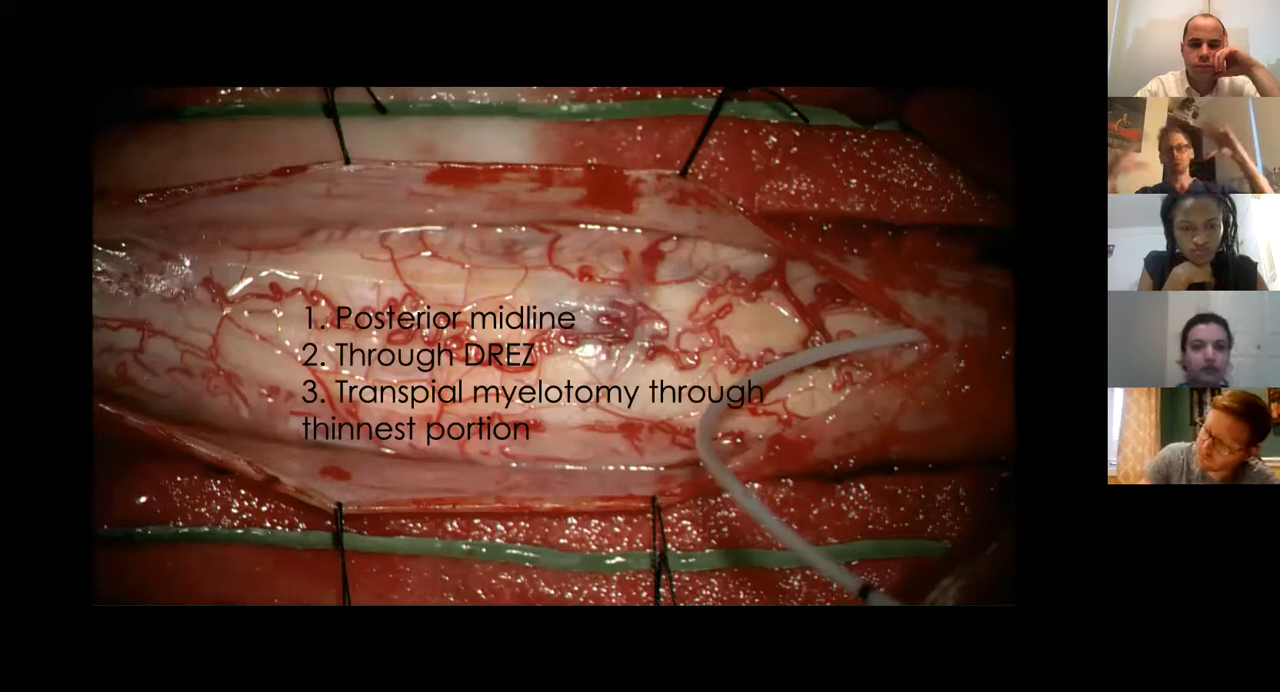 1. Posterior midline
2. Through DREZ
3. Transpial myelotomy through
thinnest portion